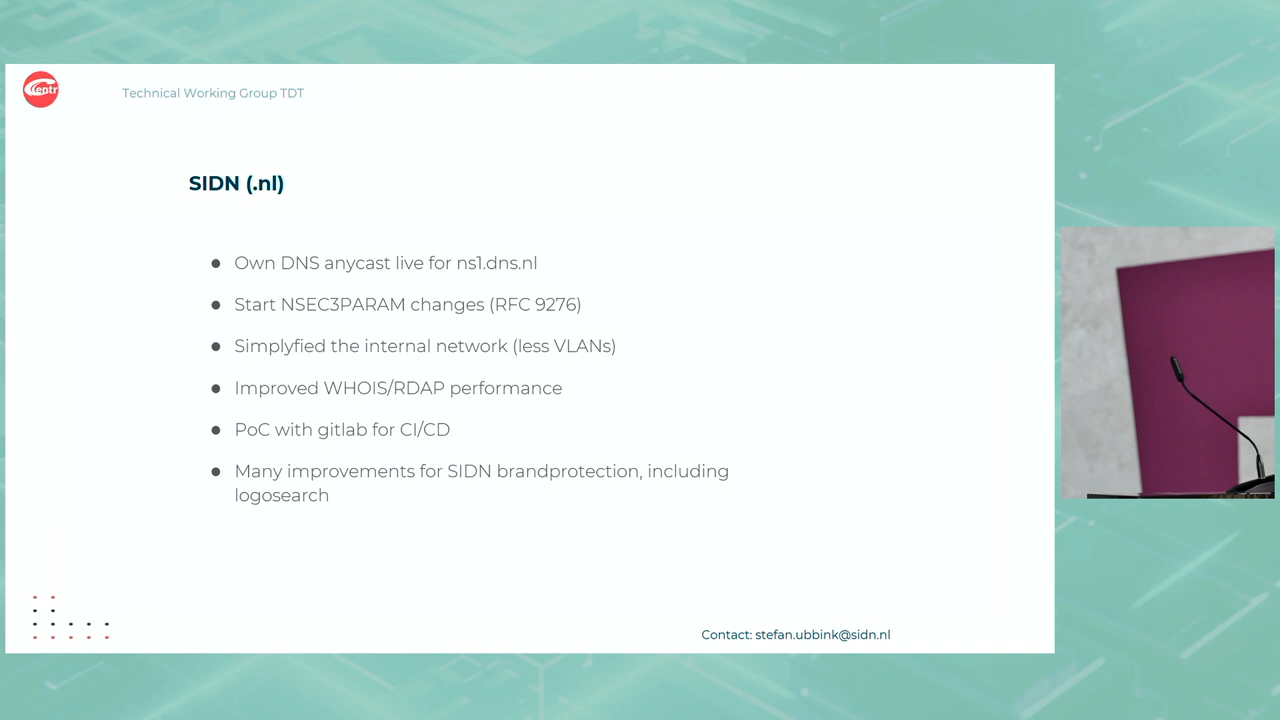 Centr
Technical Working Group TDT
SIDN (.nl)
● Own DNS anycast live for ns1.dns.nl
● Start NSEC3PARAM changes (RFC 9276)
● Simplyfied the internal network (less VLANs)
● Improved WHOIS/RDAP performance
● PoC with gitlab for CI/CD
● Many improvements for SIDN brandprotection, including
logosearch
Contact: stefan.ubbink@sidn.nl